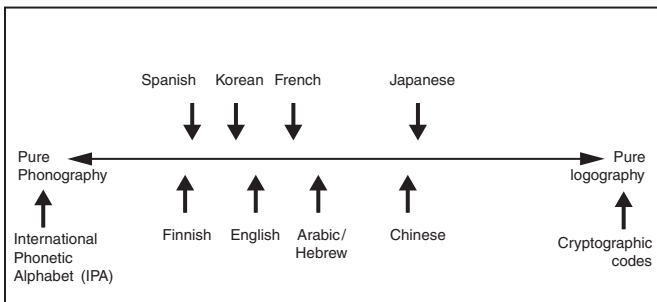 Spanish Korean French Japanese
Pure
Phonography
Pure
logography
International
Phonetic
Alphabet (IPA)
Finnish English Arabic/
Hebrew
Chinese
Cryptographic
codes